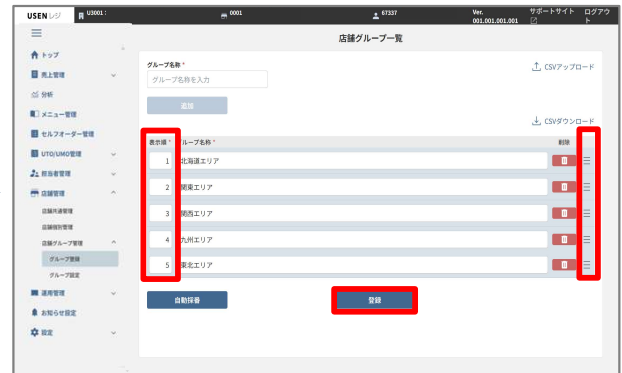 USEN レジ U3001: 0001 67337 Ver. 001.001.001.001 サポートサイト ログアウト
店舗グループ一覧
トップ
売上管理
分析
メニュー管理
セルフオーダー管理
UTO/UMO管理
担当者管理
店舗管理
店舗共通管理
店舗個別管理
店舗グループ管理
グループ登録
グループ設定
運用管理
お知らせ設定
設定
グループ名称 *
グループ名称を入力
追加
CSVアップロード
CSVダウンロード
表示順 * グループ名称 * 削除
1 北海道エリア
2 関東エリア
3 関西エリア
4 九州エリア
5 東北エリア
自動採番 登録